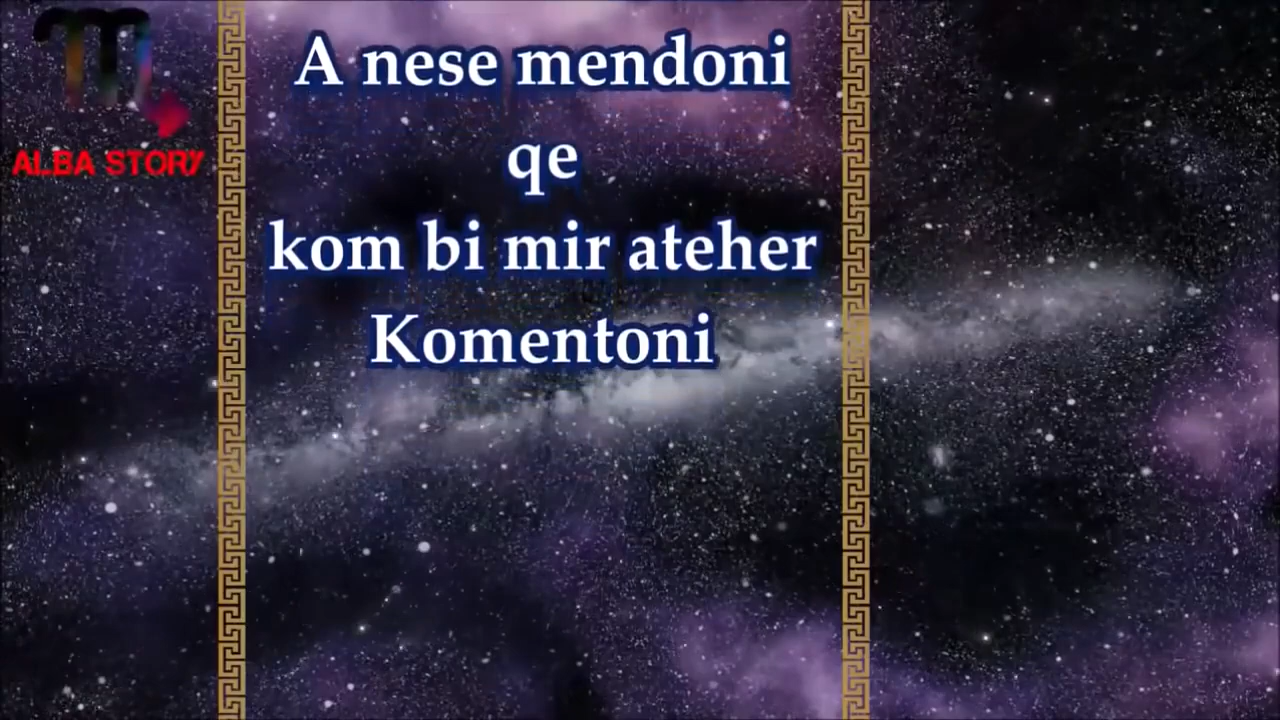 ALBA STORY
A nese mendoni
qe
kom bi mir ateher
Komentoni